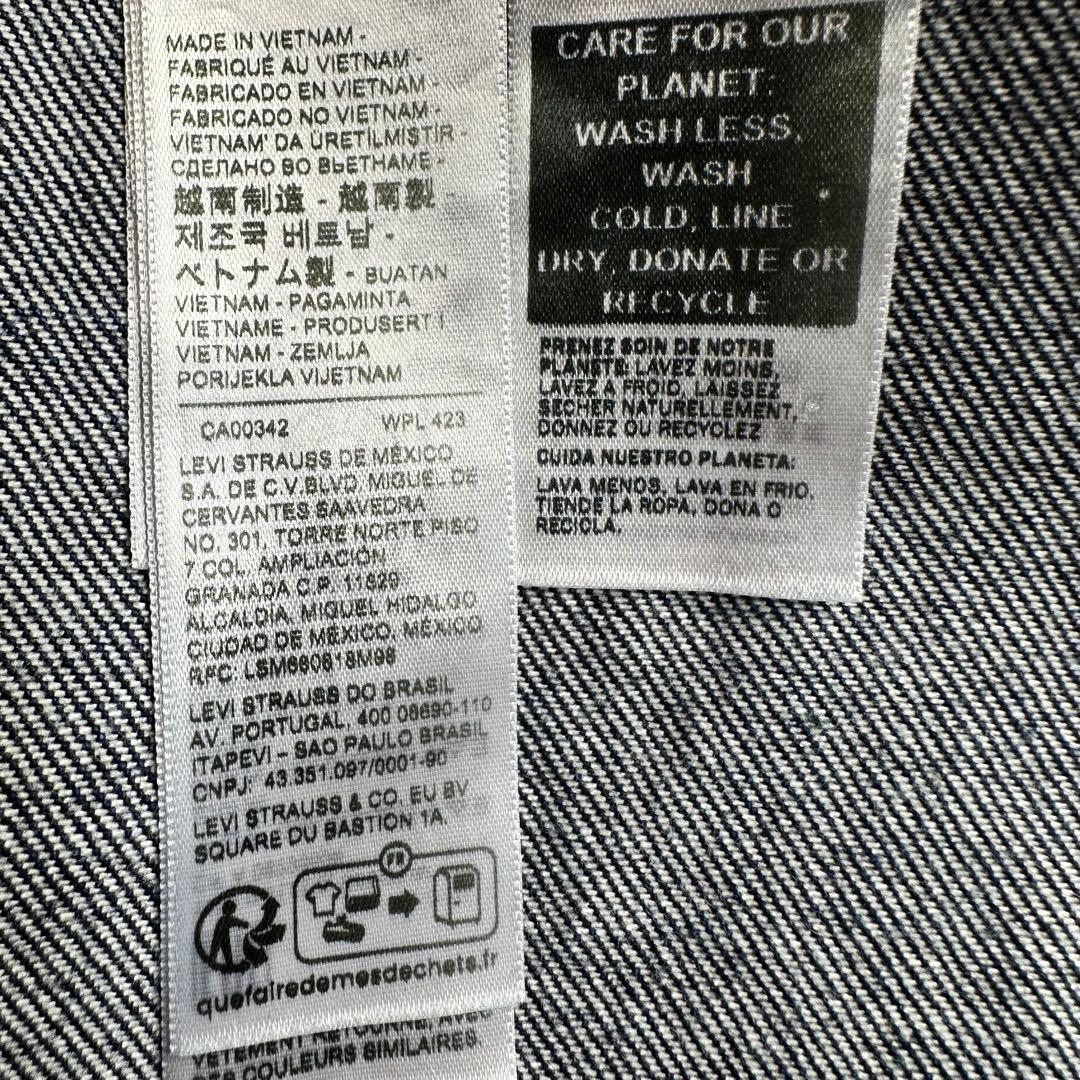 MADE IN VIETNAM -
FABRIQUÉ AU VIETNAM -
FABRICADO EN VIETNAM -
FABRICADO NO VIETNAM -
VIETNAM' DA ÜRETILMISTIR -
СДЕЛАНО ВО ВЬЕТНАМЕ -
越南制造 - 越南製
제조국 베트남 -
ベトナム製 - BUATAN
VIETNAM - PAGAMINTA
VIETNAME - PRODUSERT I
VIETNAM - ZEMLJA
PORIJEKLA VIJETNAM
CA00342 WPL 423
LEVI STRAUSS DE MÉXICO
S.A. DE C.V.BLVD. MIGUEL DE
CERVANTES SAAVEDRA
NO. 301, TORRE NORTE PISO
7 COL. AMPLIACIÓN
GRANADA C.P. 11520
ALCALDÍA, MIGUEL HIDALGO
CIUDAD DE MÉXICO, MÉXICO
RFC:
LEVI STRAUSS DO BRASIL
AV. PORTUGAL, 400 06690-110
ITAPEVI - SAO PAULO BRASIL
CNPJ: 43.351.097/0001-90
LEVI STRAUSS & CO. EU BV
SQUARE DU BASTION 1A
FR
quefairedemesdechets.fr
VÊTEMENT RETOURNÉ, AVEC
DES COULEURS SIMILAIRES
CARE FOR OUR
PLANET:
WASH LESS,
WASH
COLD, LINE
DRY, DONATE OR
RECYCLE
PRENEZ SOIN DE NOTRE
PLANÈTE: LAVEZ MOINS,
LAVEZ À FROID, LAISSEZ
SÉCHER NATURELLEMENT,
DONNEZ OU RECYCLEZ
CUIDA NUESTRO PLANETA:
LAVA MENOS, LAVA EN FRIO,
TIENDE LA ROPA, DONA O
RECICLA.